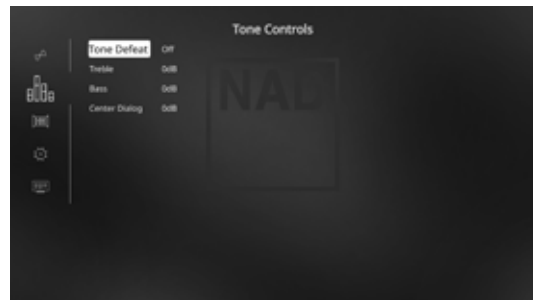 Tone Controls
Tone Defeat Off
Treble 0dB
Bass 0dB
Center Dialog 0dB
NAD